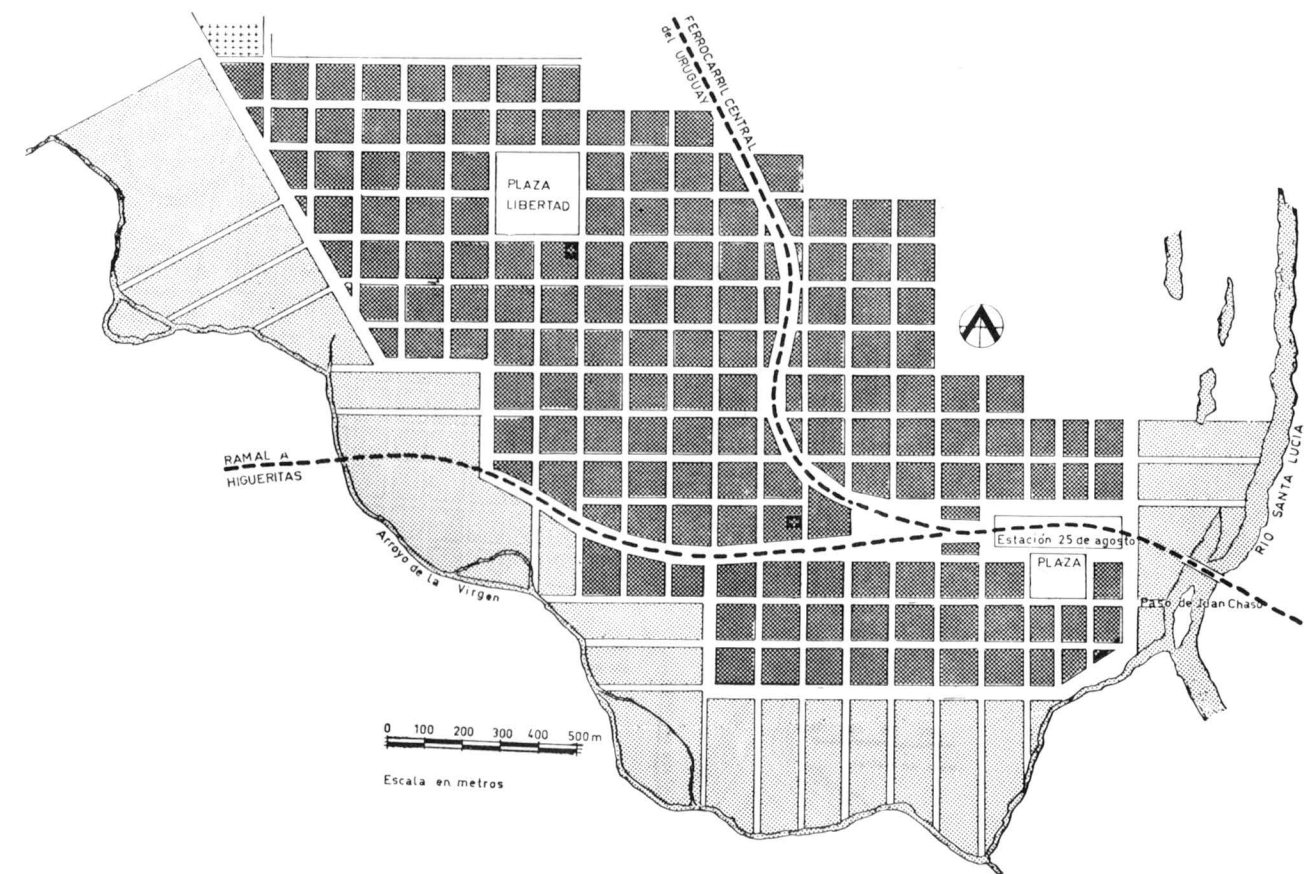 FERROCARRIL CENTRAL
del URUGUAY
PLAZA
LIBERTAD
RAMAL A
HIGUERITAS
RIO SANTA LUCIA
Estación 25 de agosto
PLAZA
Arroyo de la Virgen
Paso de Juan Chaso
0 100 200 300 400 500 m
Escala en metros